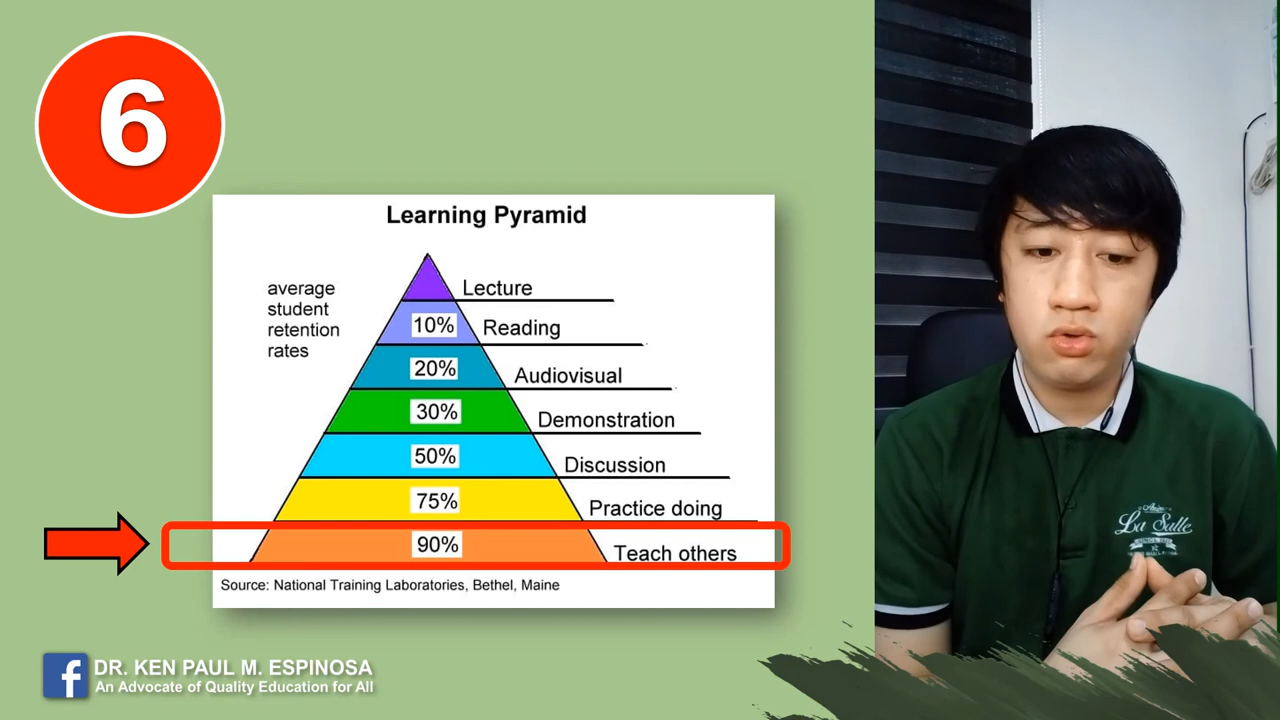 6
Learning Pyramid
average
student
retention
rates
Lecture
10%
Reading
20%
Audiovisual
30%
Demonstration
50%
Discussion
75%
Practice doing
90%
Teach others
Source: National Training Laboratories, Bethel, Maine
La Salle
f
DR. KEN PAUL M. ESPINOSA
An Advocate of Quality Education for All